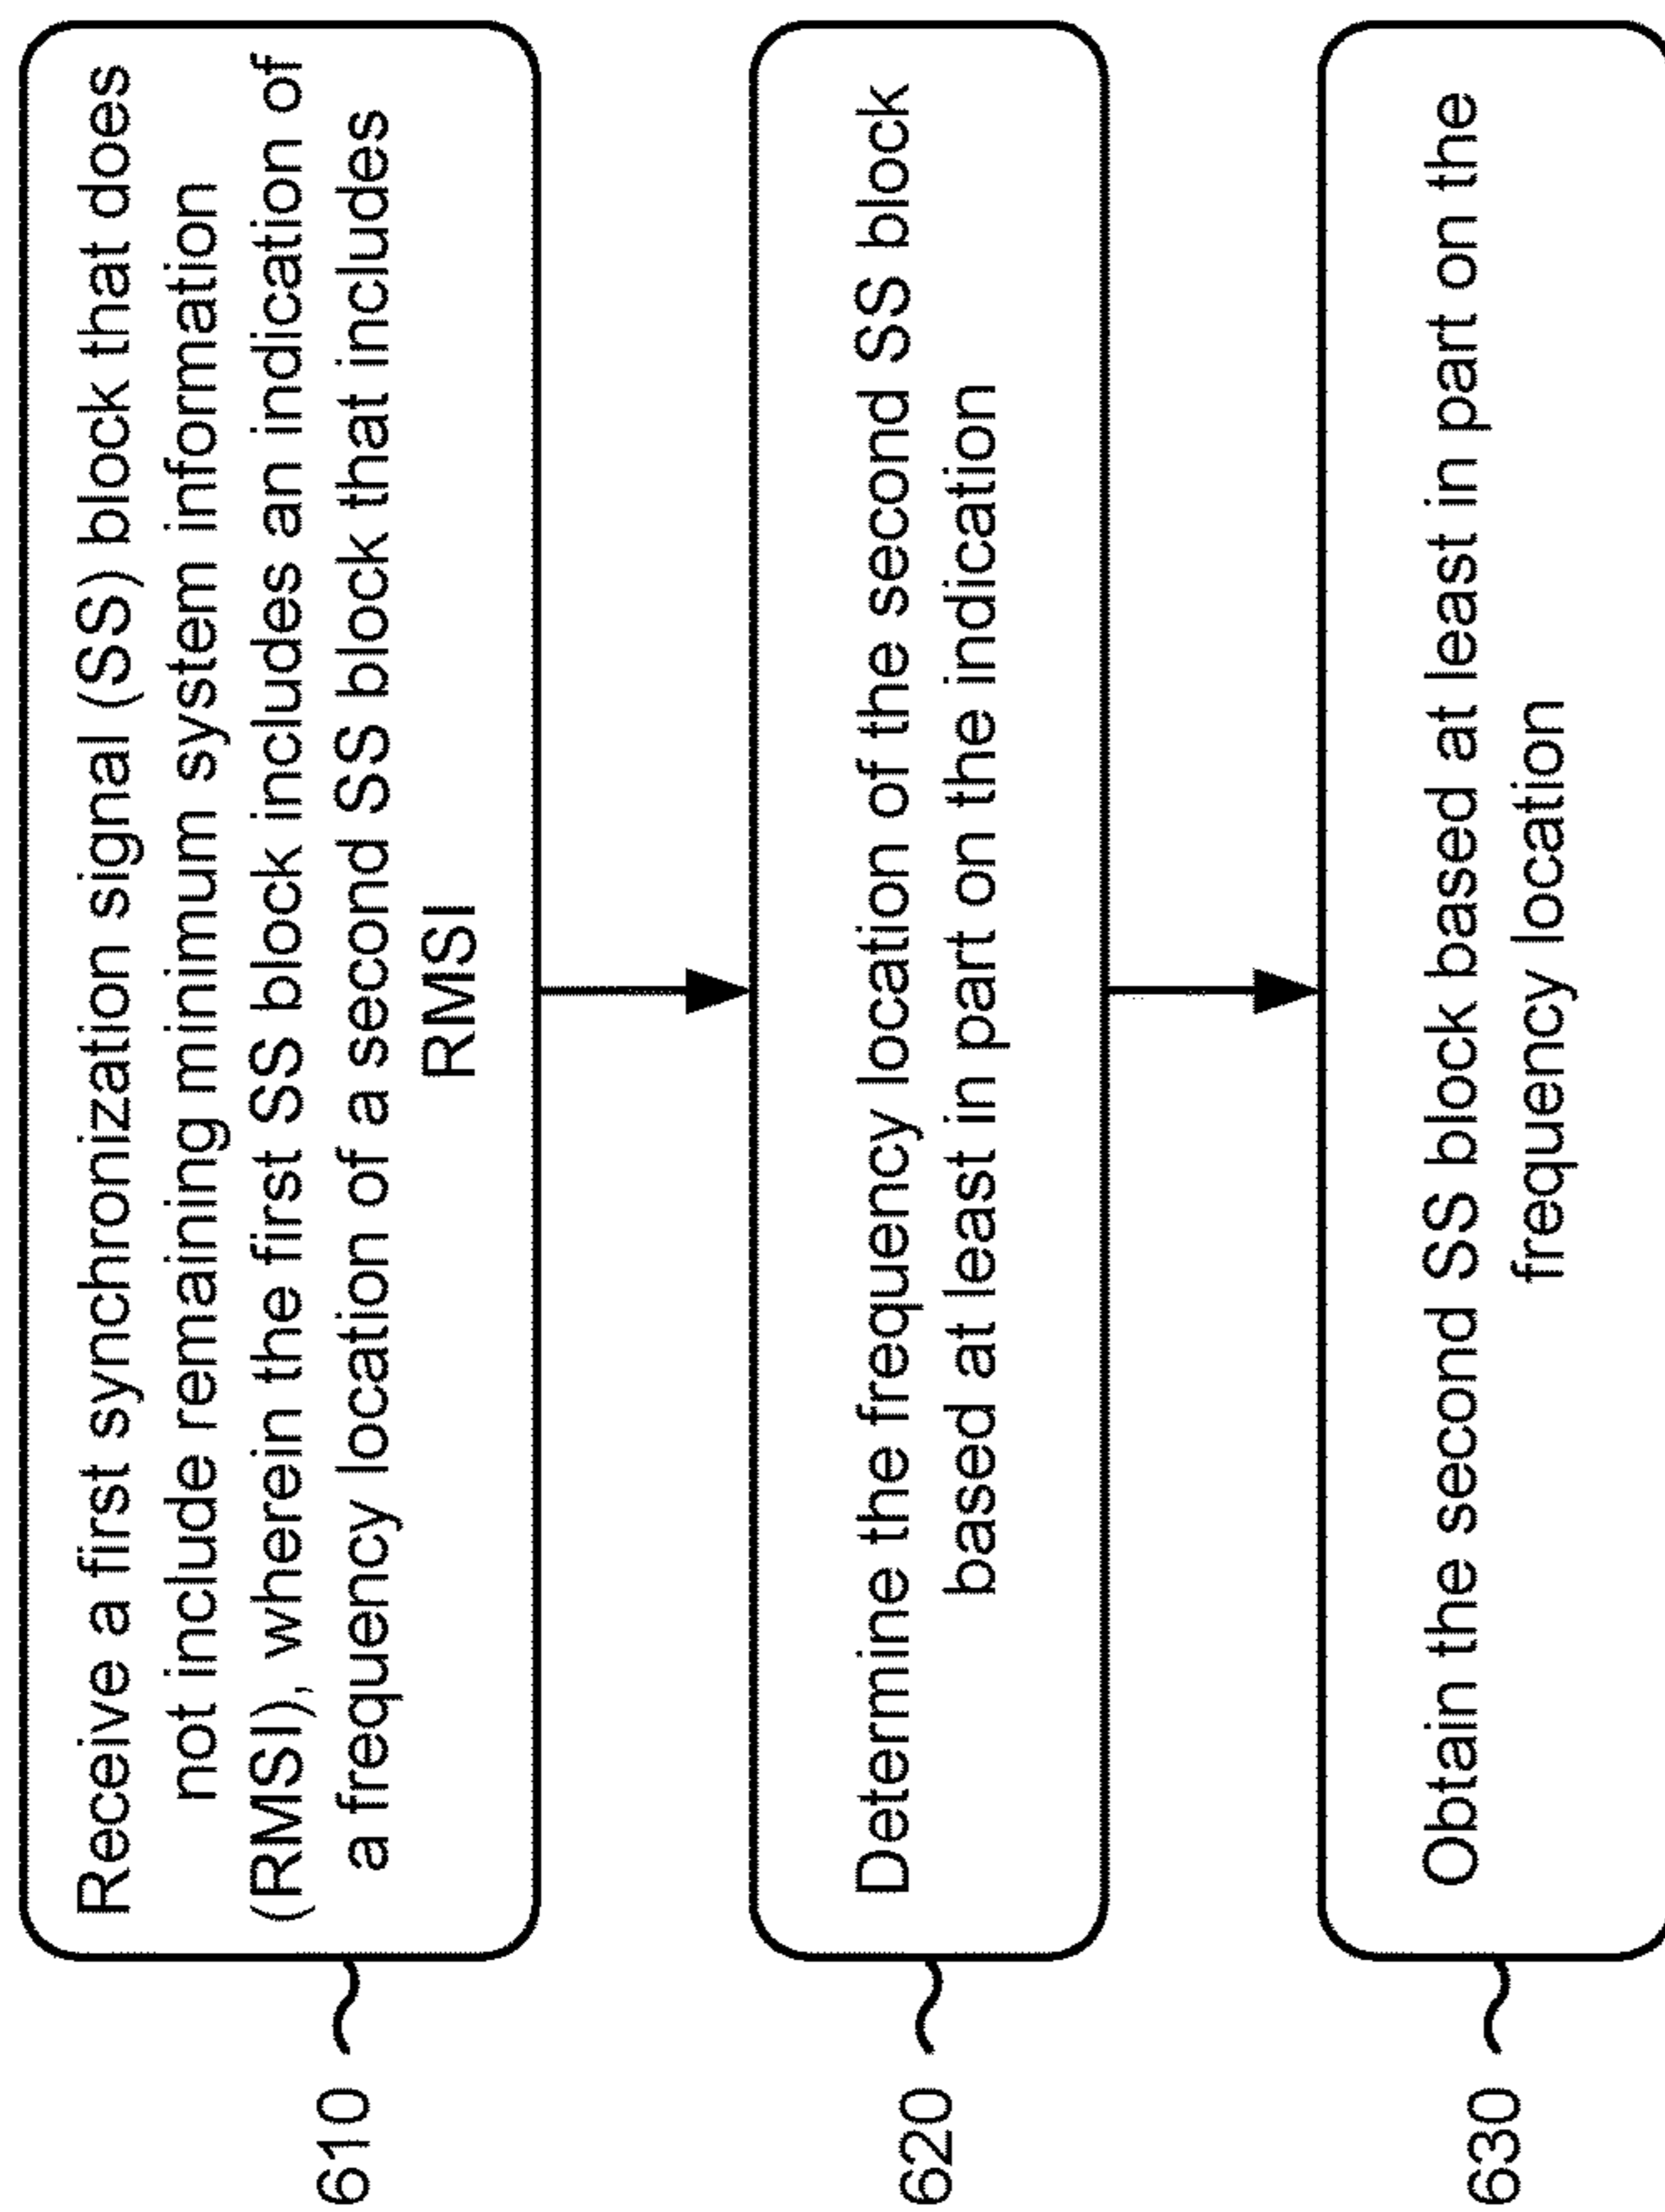 610
Receive a first synchronization signal (SS) block that does
not include remaining minimum system information
(RMSI), wherein the first SS block includes an indication of
a frequency location of a second SS block that includes
RMSI
620
Determine the frequency location of the second SS block
based at least in part on the indication
630
Obtain the second SS block based at least in part on the
frequency location